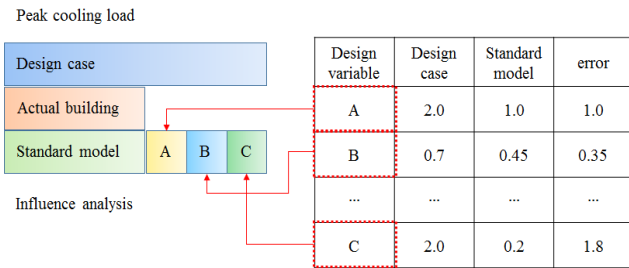 Peak cooling load
Design case
Actual building
Standard model A B C
Influence analysis
Design variable Design case Standard model error
A 2.0 1.0 1.0
B 0.7 0.45 0.35
... ... ... ...
C 2.0 0.2 1.8